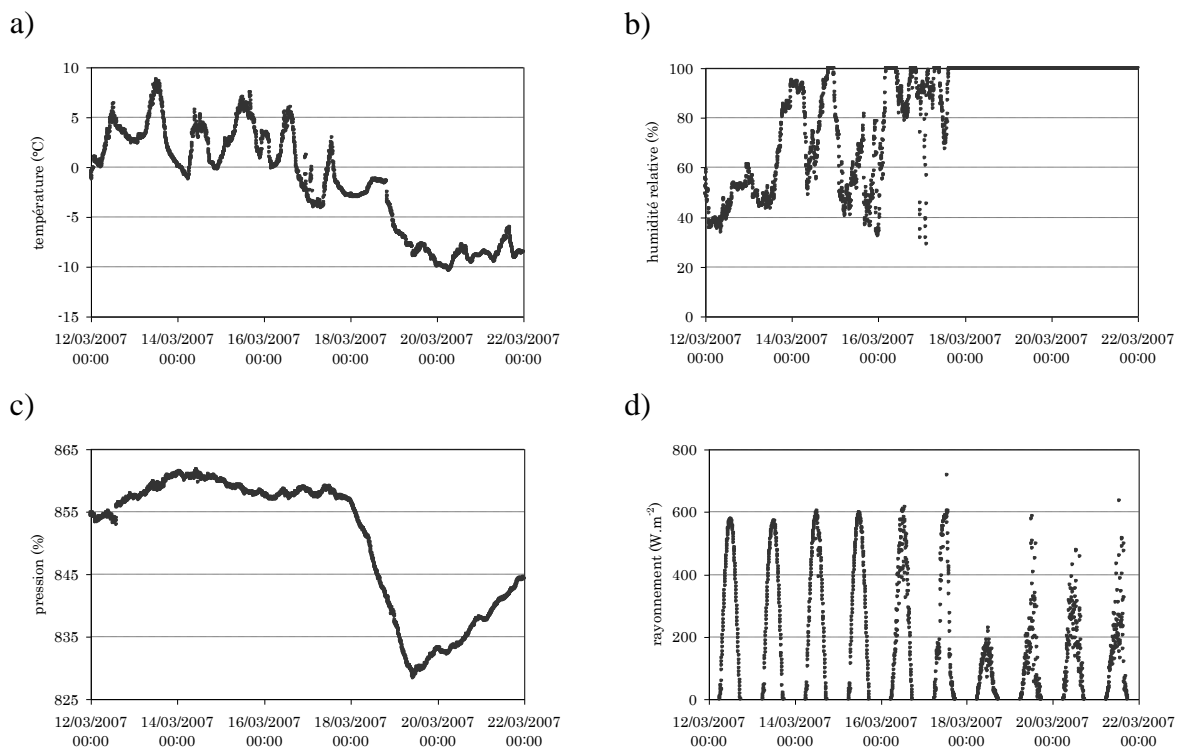 a)
température (°C)
10
5
0
-5
-10
-15
12/03/2007 14/03/2007 16/03/2007 18/03/2007 20/03/2007 22/03/2007
00:00 00:00 00:00 00:00 00:00 00:00
b)
humidité relative (%)
100
80
60
40
20
0
12/03/2007 14/03/2007 16/03/2007 18/03/2007 20/03/2007 22/03/2007
00:00 00:00 00:00 00:00 00:00 00:00
c)
pression (%)
865
855
845
835
825
12/03/2007 14/03/2007 16/03/2007 18/03/2007 20/03/2007 22/03/2007
00:00 00:00 00:00 00:00 00:00 00:00
d)
rayonnement (W.m-2)
800
600
400
200
0
12/03/2007 14/03/2007 16/03/2007 18/03/2007 20/03/2007 22/03/2007
00:00 00:00 00:00 00:00 00:00 00:00